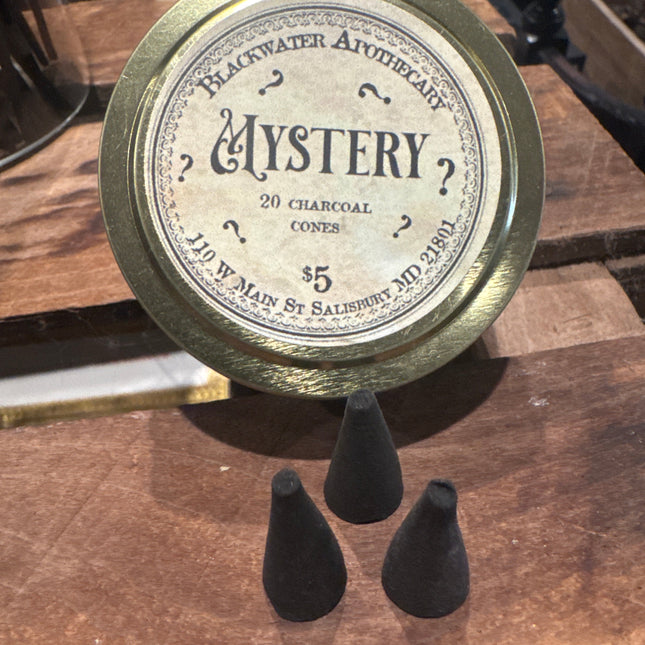 Blackwater Apothecary
? ?
Mystery
? ?
20 charcoal
cones
? ?
$5
110 W Main St Salisbury MD 21801